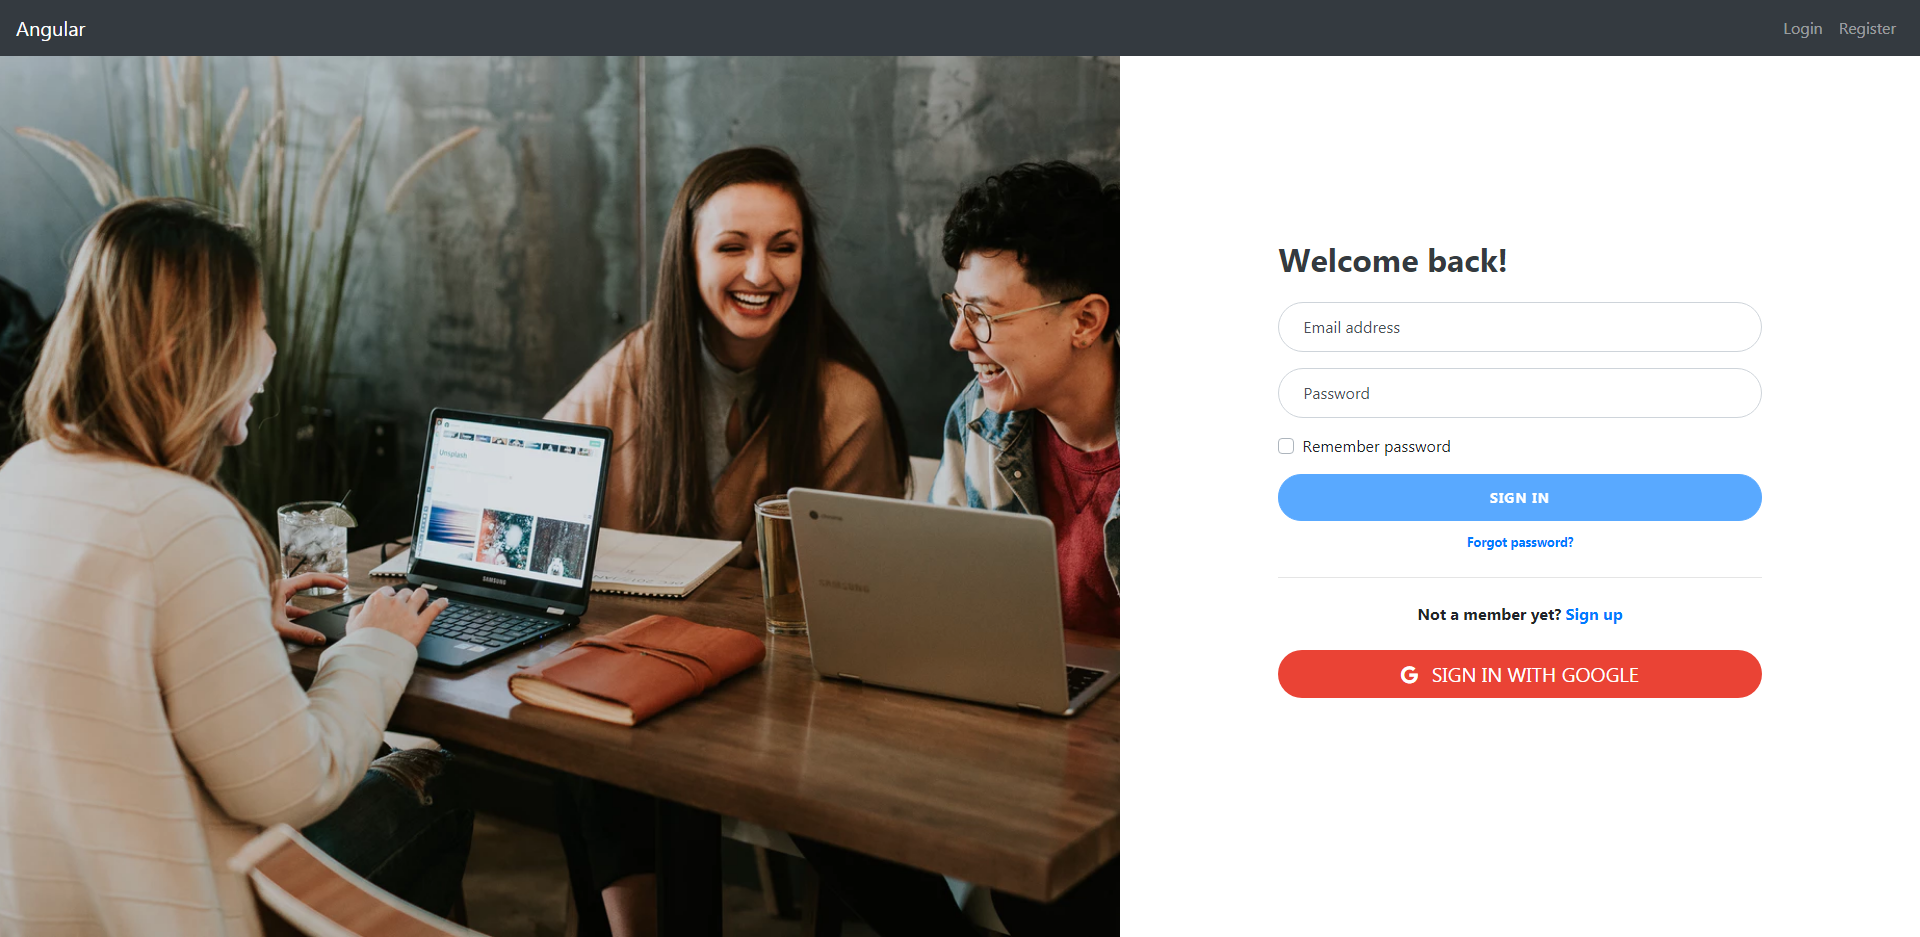 Angular
Login Register
Welcome back!
Email address
Password
Remember password
SIGN IN
Forgot password?
Not a member yet? Sign up
SIGN IN WITH GOOGLE
Unsplash
SAMSUNG
chrome
SAMSUNG